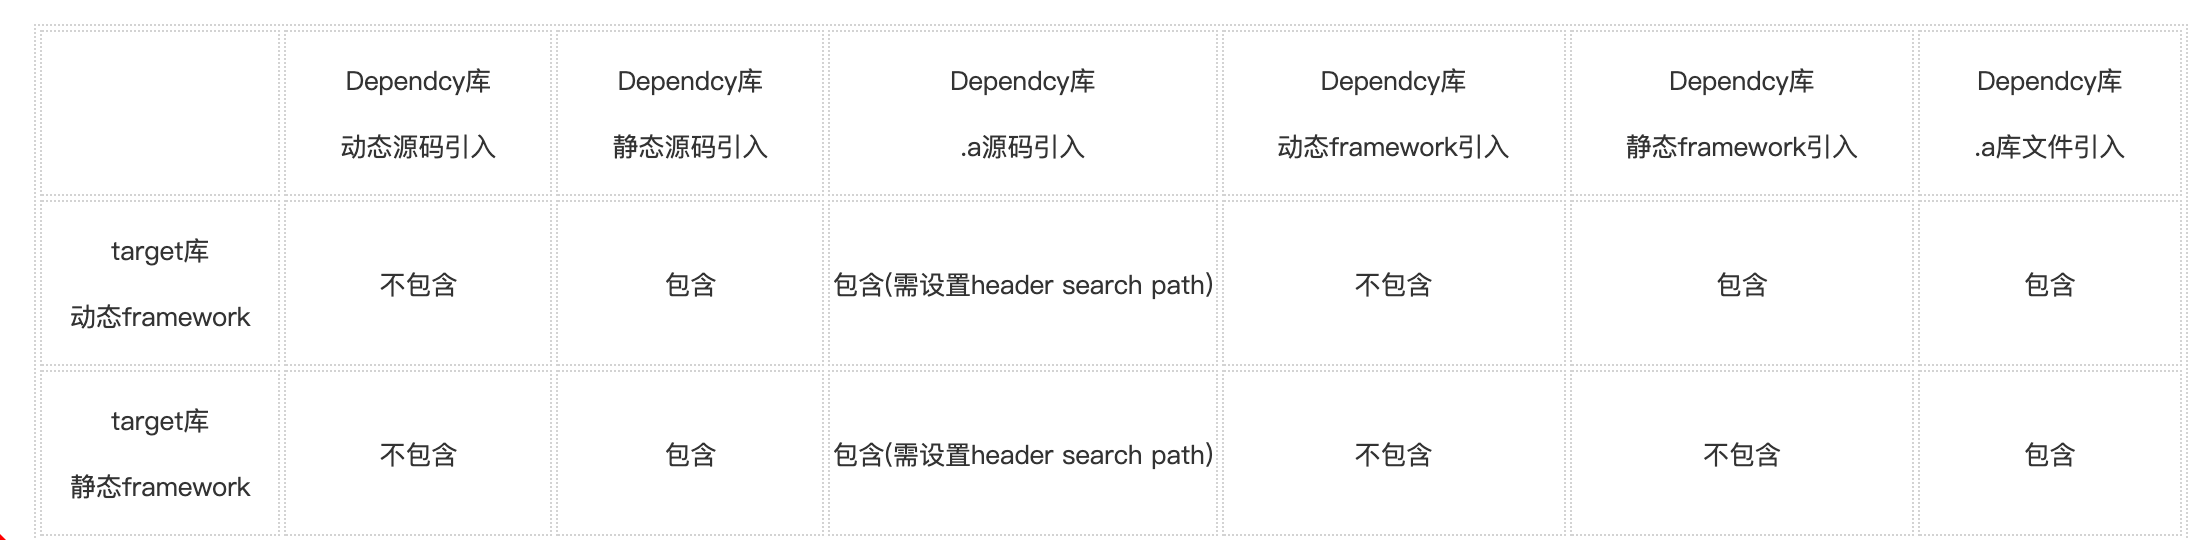 Dependcy库
动态源码引入
Dependcy库
静态源码引入
Dependcy库
.a源码引入
Dependcy库
动态framework引入
Dependcy库
静态framework引入
Dependcy库
.a库文件引入
target库
动态framework
不包含
包含
包含(需设置header search path)
不包含
包含
包含
target库
静态framework
不包含
包含
包含(需设置header search path)
不包含
不包含
包含